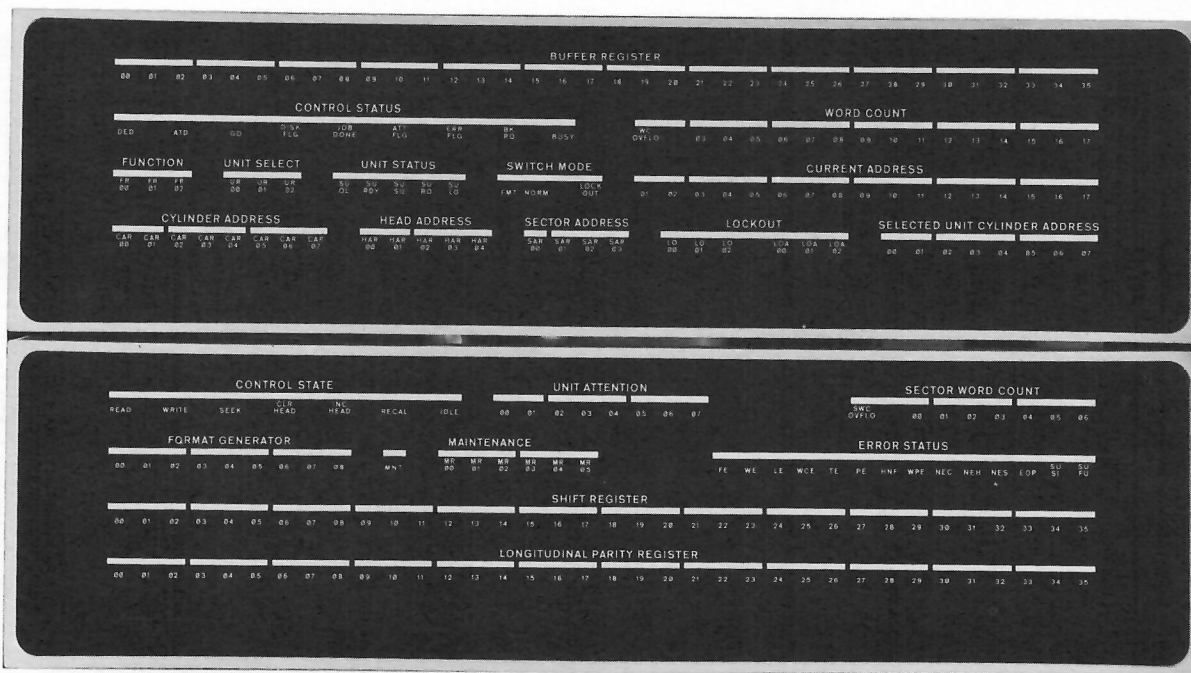 BUFFER REGISTER
00 01 02 03 04 05 06 07 08 09 10 11 12 13 14 15 16 17 18 19 20 21 22 23 24 25 26 27 28 29 30 31 32 33 34 35
CONTROL STATUS WORD COUNT
DED ATD GO DISK FLG JOB DONE ATT FLG ERR FLG BK RQ BUSY WC OVFLO 03 04 05 06 07 08 09 10 11 12 13 14 15 16 17
FUNCTION UNIT SELECT UNIT STATUS SWITCH MODE CURRENT ADDRESS
FR 00 FR 01 FR 02 UR 00 UR 01 UR 02 SU OL SU RDY SU SU SU RO SU LO FMT NORM LOCK OUT 01 02 03 04 05 06 07 08 09 10 11 12 13 14 15 16 17
CYLINDER ADDRESS HEAD ADDRESS SECTOR ADDRESS LOCKOUT SELECTED UNIT CYLINDER ADDRESS
CAR 00 CAR 01 CAR 02 CAR 03 CAR 04 CAR 05 CAR 06 CAR 07 HAR 00 HAR 01 HAR 02 HAR 03 HAR 04 SAR 00 SAR 01 SAR 02 SAR 03 LO 00 LO 01 LO 02 LOA 00 LOA 01 LOA 02 00 01 02 03 04 05 06 07
CONTROL STATE UNIT ATTENTION SECTOR WORD COUNT
READ WRITE SEEK CLR HEAD INC HEAD RECAL IDLE 00 01 02 03 04 05 06 07 SWC OVFLO 00 01 02 03 04 05 06
FORMAT GENERATOR MAINTENANCE ERROR STATUS
00 01 02 03 04 05 06 07 08 MNT MR 00 MR 01 MR 02 MR 03 MR 04 MR 05 FE WE LE WCE TE PE HNF WPE NEC NEH NES EOP SU SI SU FU
SHIFT REGISTER
00 01 02 03 04 05 06 07 08 09 10 11 12 13 14 15 16 17 18 19 20 21 22 23 24 25 26 27 28 29 30 31 32 33 34 35
LONGITUDINAL PARITY REGISTER
00 01 02 03 04 05 06 07 08 09 10 11 12 13 14 15 16 17 18 19 20 21 22 23 24 25 26 27 28 29 30 31 32 33 34 35